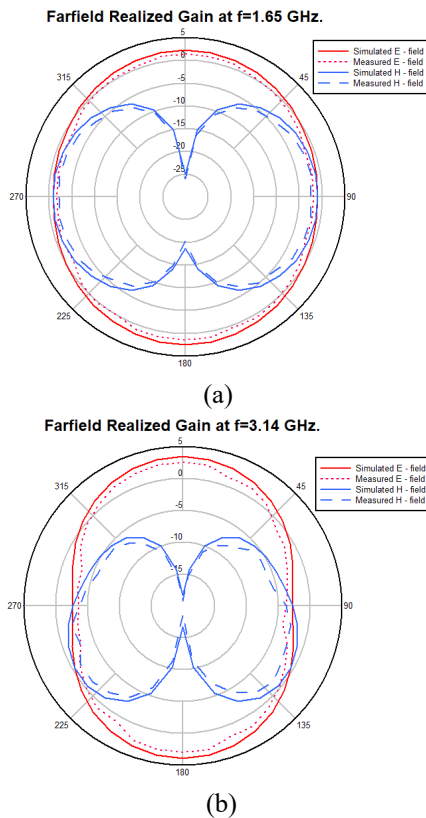 Farfield Realized Gain at f=1.65 GHz.
5
0
-5
-10
-15
-20
-25
315
45
270
90
225
135
180
Simulated E - field
Measured E - field
Simulated H - field
Measured H - field
(a)
Farfield Realized Gain at f=3.14 GHz.
5
0
-5
-10
-15
315
45
270
90
225
135
180
Simulated E - field
Measured E - field
Simulated H - field
Measured H - field
(b)